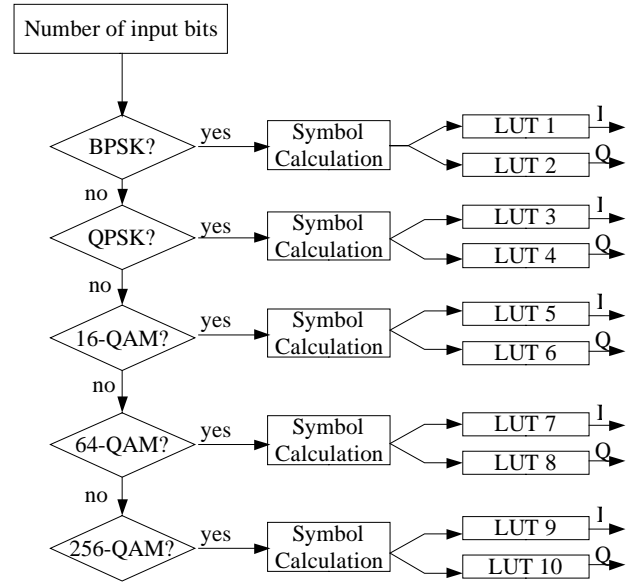 Number of input bits
BPSK?
yes
Symbol
Calculation
LUT 1
I
LUT 2
Q
no
QPSK?
yes
Symbol
Calculation
LUT 3
I
LUT 4
Q
no
16-QAM?
yes
Symbol
Calculation
LUT 5
I
LUT 6
Q
no
64-QAM?
yes
Symbol
Calculation
LUT 7
I
LUT 8
Q
no
256-QAM?
yes
Symbol
Calculation
LUT 9
I
LUT 10
Q